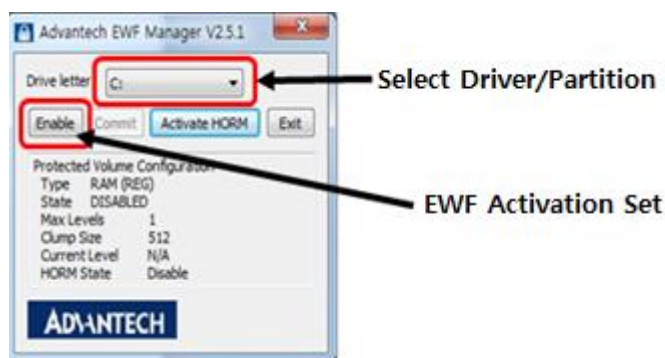 Advantech EWF Manager V2.5.1
Drive letter C:
Select Driver/Partition
Enable Commit Activate HORM Exit
Protected Volume Configuration
Type RAM (REG)
State DISABLED
EWF Activation Set
Max Levels 1
Clump Size 512
Current Level N/A
HORM State Disable
ADVANTECH